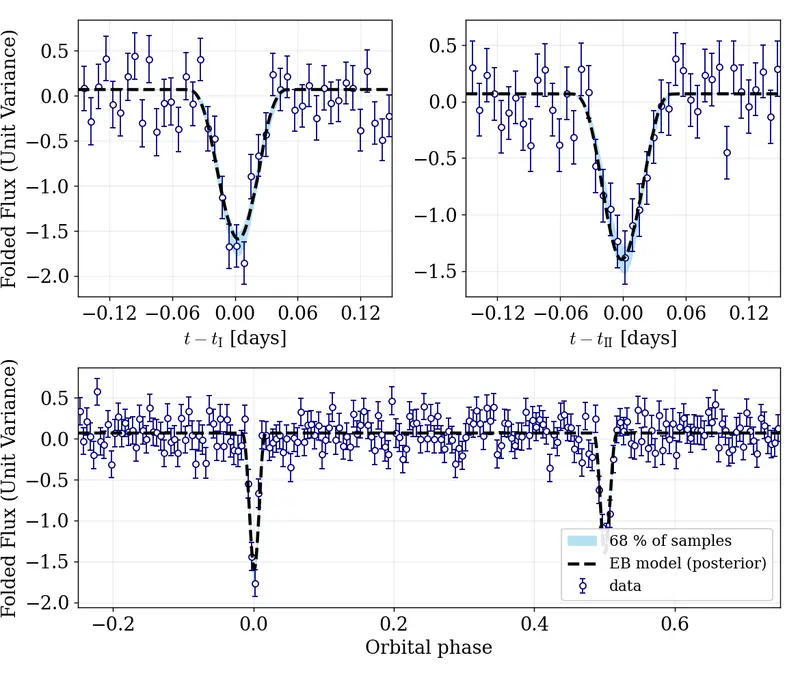 Folded Flux (Unit Variance)
0.5
0.0
−0.5
−1.0
−1.5
−2.0
−0.12 −0.06 0.00 0.06 0.12
t − tI [days]
0.5
0.0
−0.5
−1.0
−1.5
−0.12 −0.06 0.00 0.06 0.12
t − tII [days]
Folded Flux (Unit Variance)
0.5
0.0
−0.5
−1.0
−1.5
−2.0
68 % of samples
EB model (posterior)
data
−0.2 0.0 0.2 0.4 0.6
Orbital phase